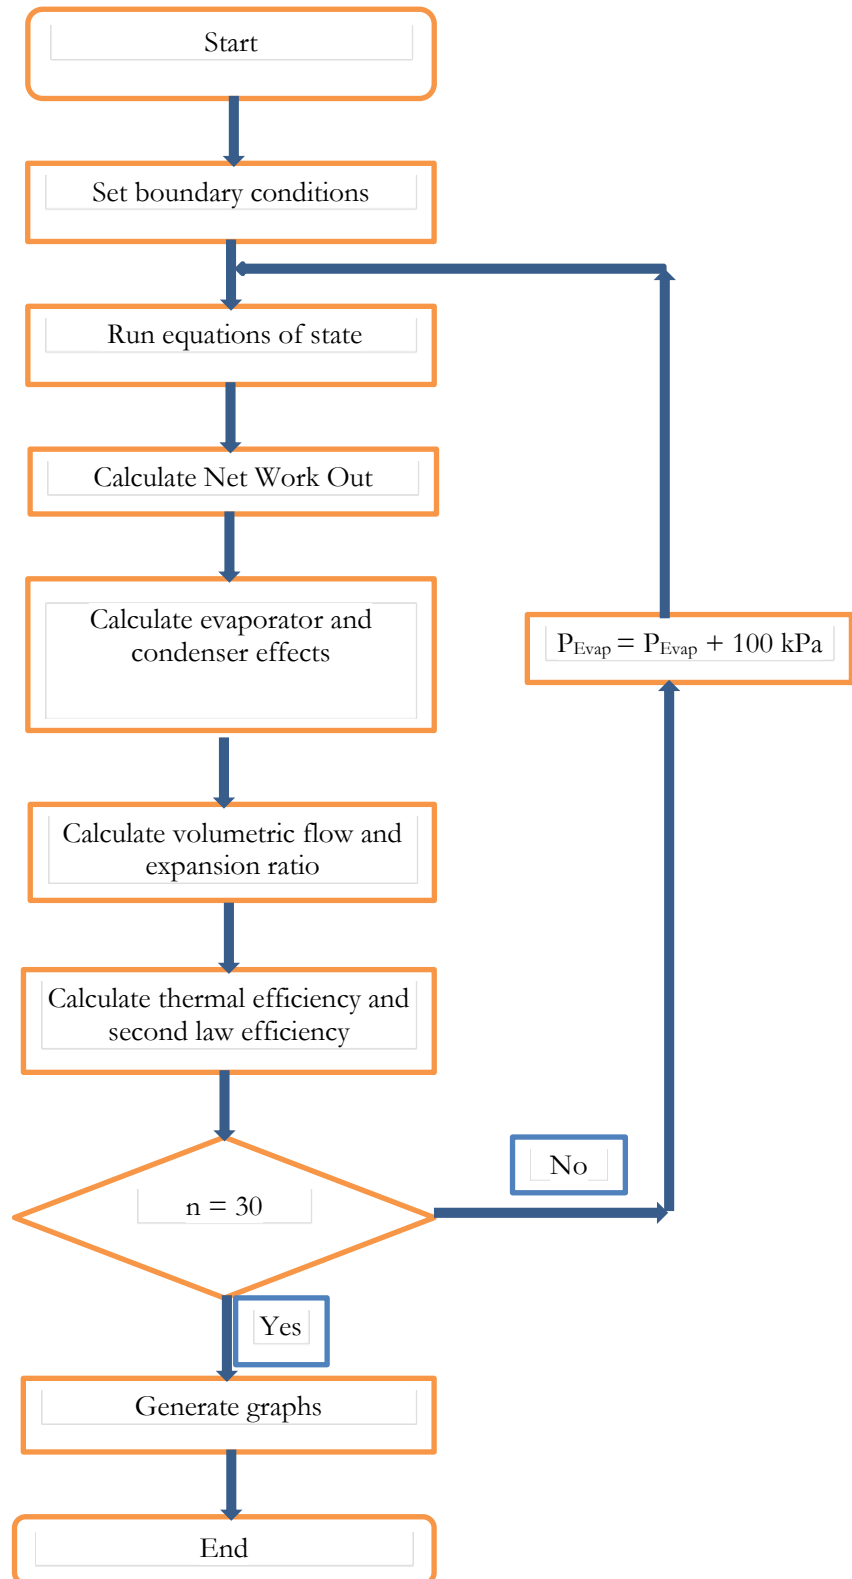 Start
Set boundary conditions
Run equations of state
Calculate Net Work Out
Calculate evaporator and
condenser effects
P_Evap = P_Evap + 100 kPa
Calculate volumetric flow and
expansion ratio
Calculate thermal efficiency and
second law efficiency
No
n = 30
Yes
Generate graphs
End